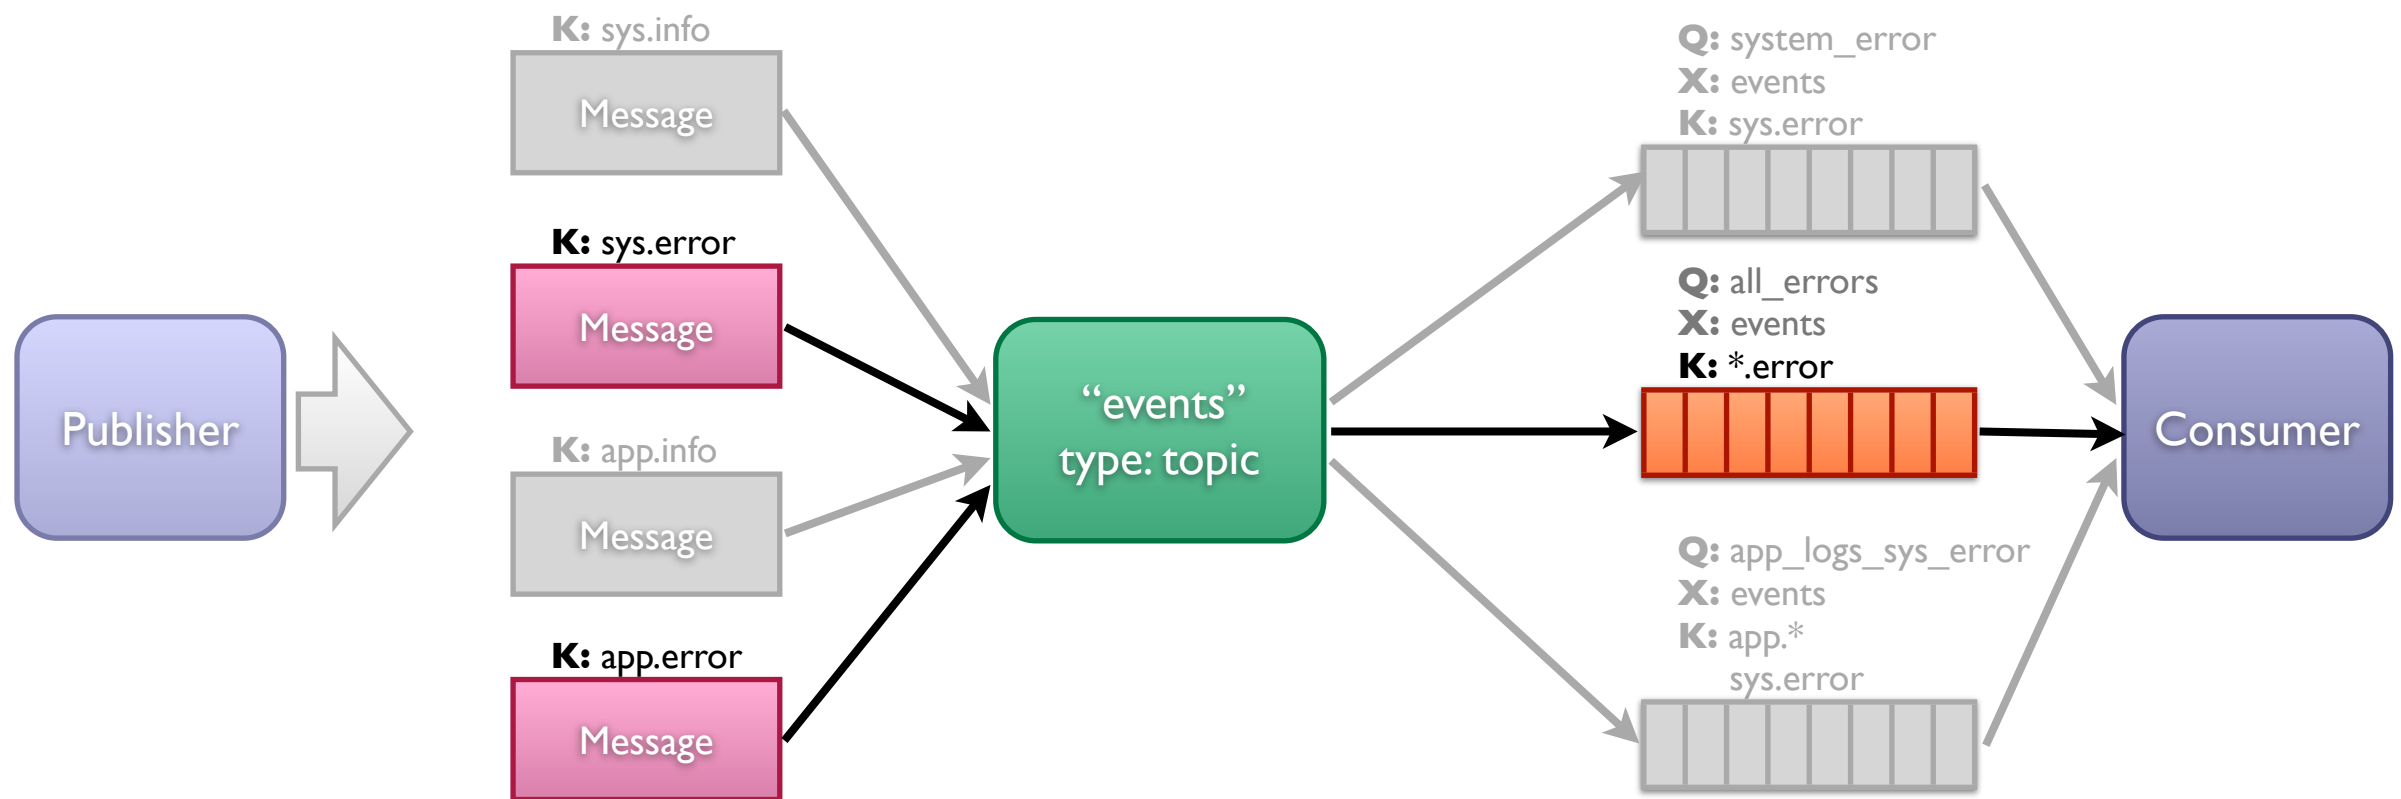 Publisher
K: sys.info
Message
K: sys.error
Message
K: app.info
Message
K: app.error
Message
“events”
type: topic
Q: system_error
X: events
K: sys.error
Q: all_errors
X: events
K: *.error
Q: app_logs_sys_error
X: events
K: app.*
sys.error
Consumer